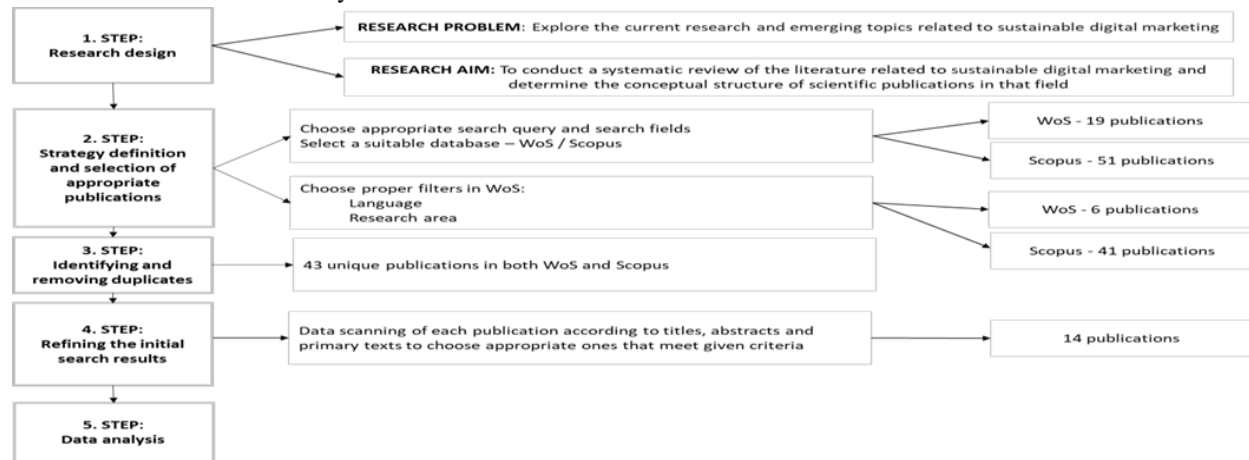 1. STEP:
Research design
RESEARCH PROBLEM: Explore the current research and emerging topics related to sustainable digital marketing
RESEARCH AIM: To conduct a systematic review of the literature related to sustainable digital marketing and
determine the conceptual structure of scientific publications in that field
2. STEP:
Strategy definition
and selection of
appropriate
publications
Choose appropriate search query and search fields
Select a suitable database – WoS / Scopus
WoS - 19 publications
Scopus - 51 publications
Choose proper filters in WoS:
Language
Research area
WoS - 6 publications
Scopus - 41 publications
3. STEP:
Identifying and
removing duplicates
43 unique publications in both WoS and Scopus
4. STEP:
Refining the initial
search results
Data scanning of each publication according to titles, abstracts and
primary texts to choose appropriate ones that meet given criteria
14 publications
5. STEP:
Data analysis